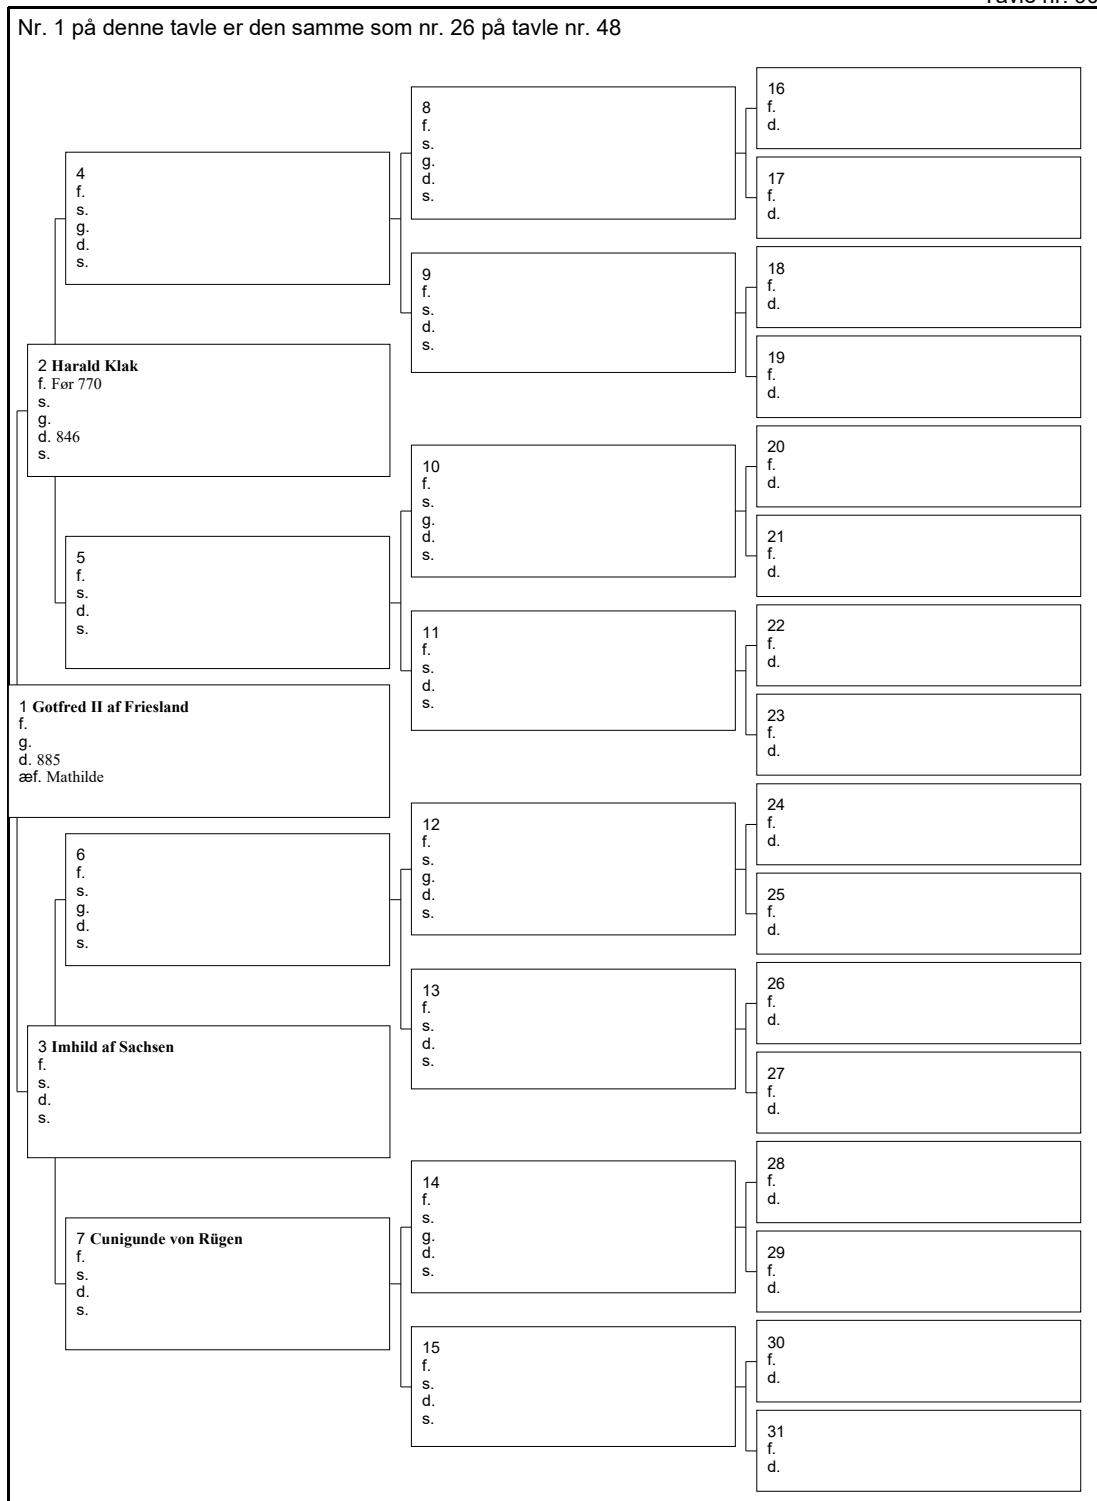 Nr. 1 på denne tavle er den samme som nr. 26 på tavle nr. 48
16
f.
d.
8
f.
s.
g.
d.
s.
17
f.
d.
4
f.
s.
g.
d.
s.
18
f.
d.
9
f.
s.
d.
s.
19
f.
d.
2 Harald Klak
f. Før 770
s.
g.
d. 846
s.
20
f.
d.
10
f.
s.
g.
d.
s.
21
f.
d.
5
f.
s.
d.
s.
22
f.
d.
11
f.
s.
d.
s.
23
f.
d.
1 Gotfred II af Friesland
f.
g.
d. 885
æf. Mathilde
24
f.
d.
12
f.
s.
g.
d.
s.
25
f.
d.
6
f.
s.
g.
d.
s.
26
f.
d.
13
f.
s.
d.
s.
27
f.
d.
3 Imhild af Sachsen
f.
s.
d.
s.
28
f.
d.
14
f.
s.
g.
d.
s.
29
f.
d.
7 Cunigunde von Rügen
f.
s.
d.
s.
30
f.
d.
15
f.
s.
d.
s.
31
f.
d.